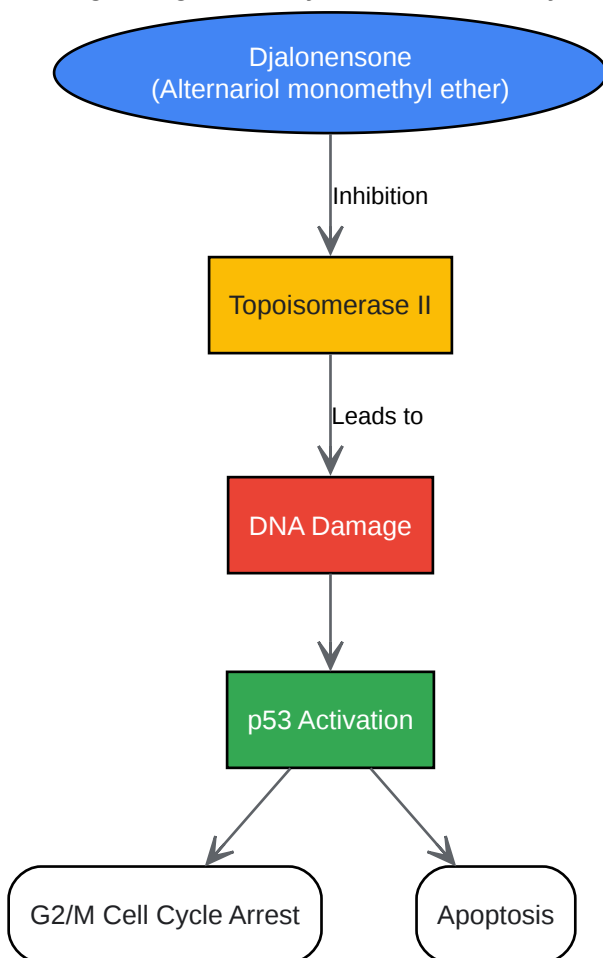 Djalonensone
(Alternariol monomethyl ether)
Inhibition
Topoisomerase II
Leads to
DNA Damage
p53 Activation
G2/M Cell Cycle Arrest
Apoptosis